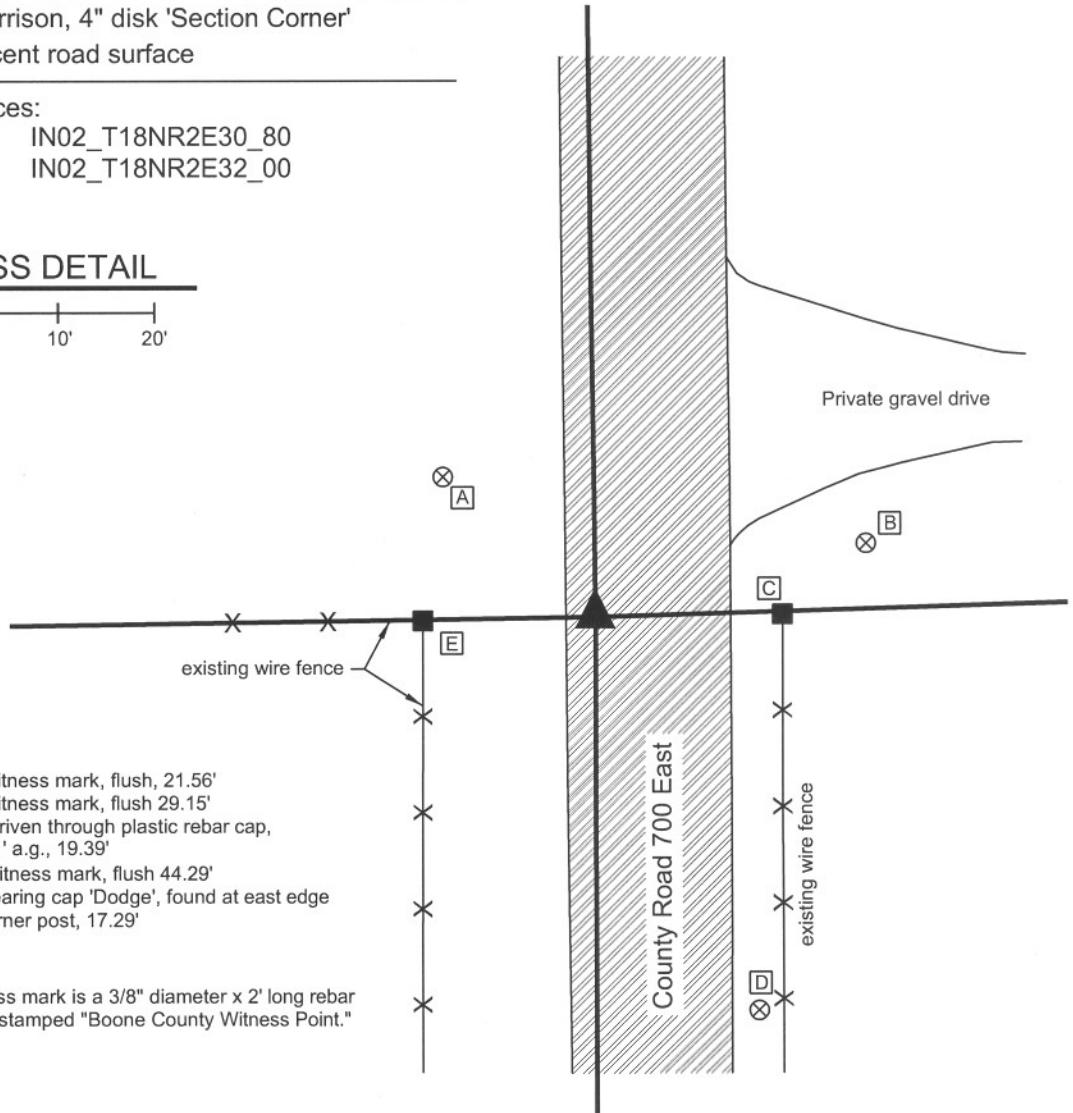 rrison, 4" disk 'Section Corner'
cent road surface
ces:
IN02_T18NR2E30_80
IN02_T18NR2E32_00
SS DETAIL
10' 20'
Private gravel drive
A
B
C
E
existing wire fence
itness mark, flush, 21.56'
itness mark, flush 29.15'
riven through plastic rebar cap,
' a.g., 19.39'
itness mark, flush 44.29'
earing cap 'Dodge', found at east edge
rner post, 17.29'
ss mark is a 3/8" diameter x 2' long rebar
stamped "Boone County Witness Point."
County Road 700 East
existing wire fence
D